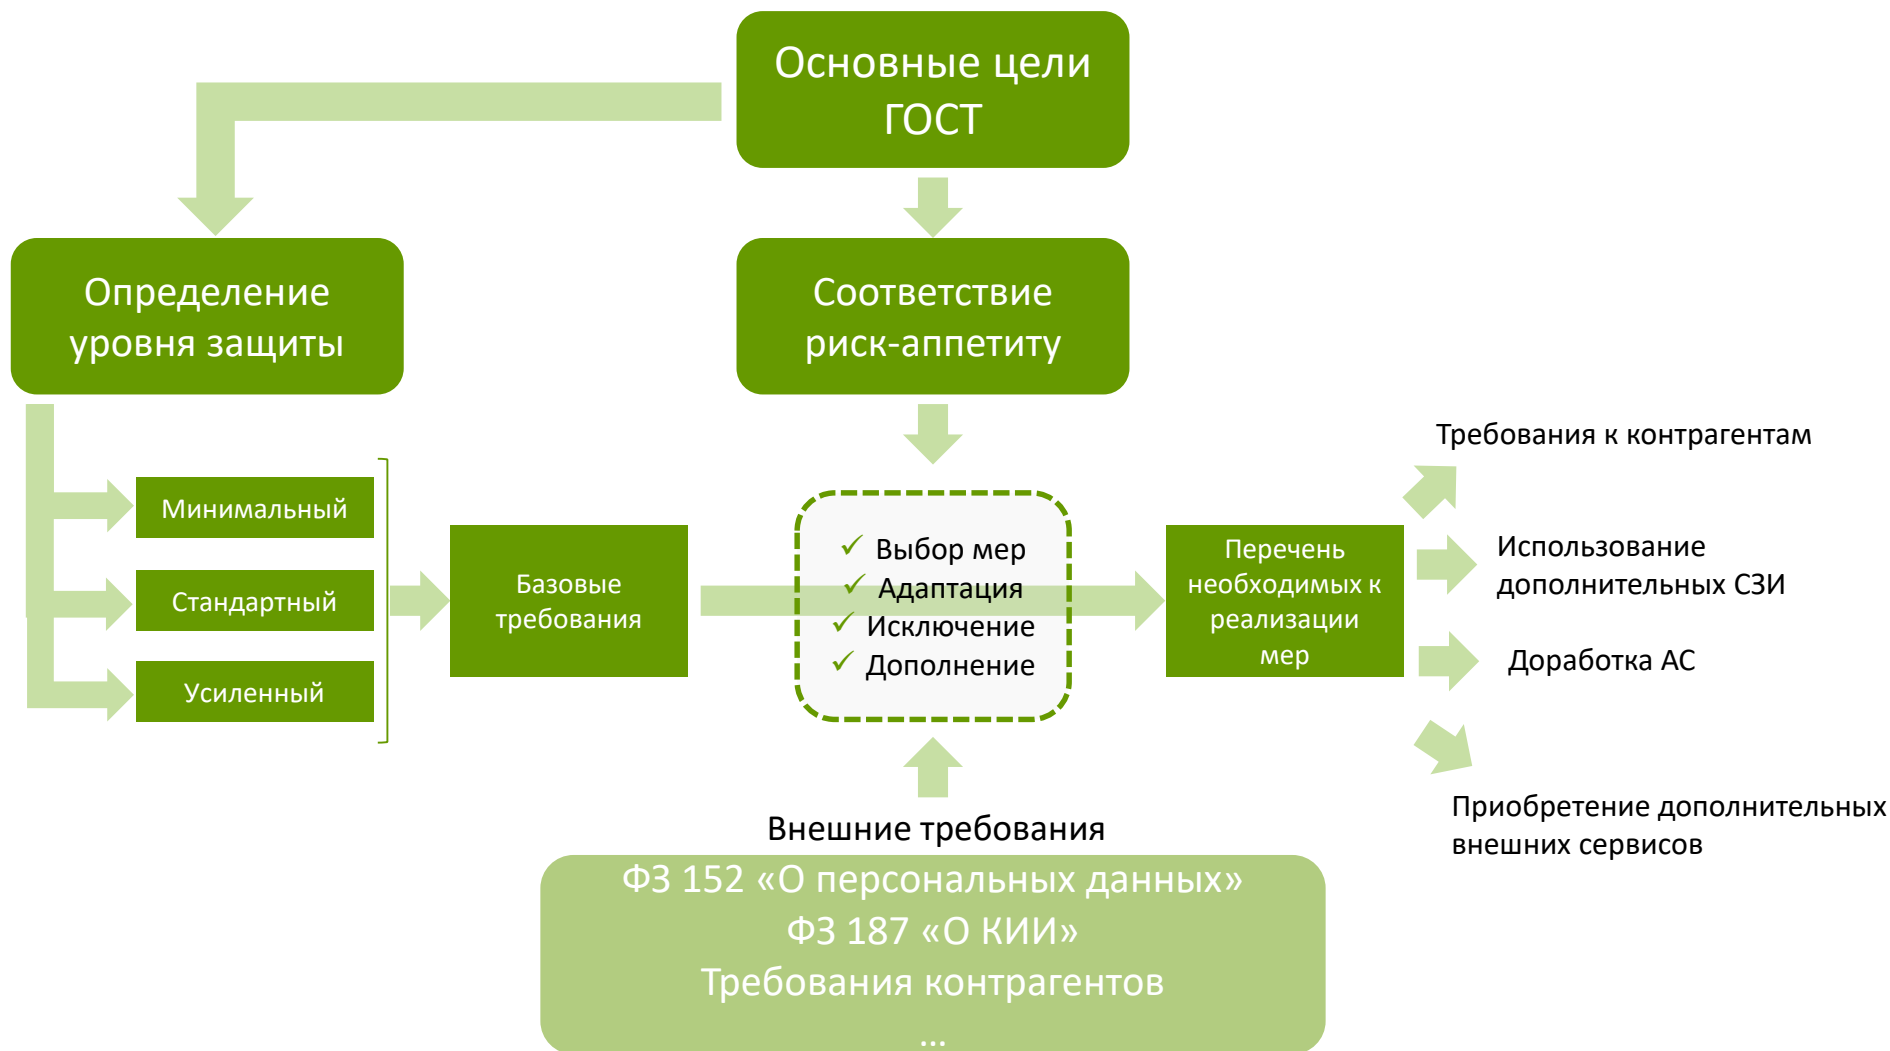 Основные цели
ГОСТ
Определение
уровня защиты
Соответствие
риск-аппетиту
Минимальный
Стандартный
Усиленный
Базовые
требования
Выбор мер
Адаптация
Исключение
Дополнение
Перечень
необходимых к
реализации
мер
Требования к контрагентам
Использование
дополнительных СЗИ
Доработка АС
Приобретение дополнительных
внешних сервисов
Внешние требования
ФЗ 152 «О персональных данных»
ФЗ 187 «О КИИ»
Требования контрагентов
...